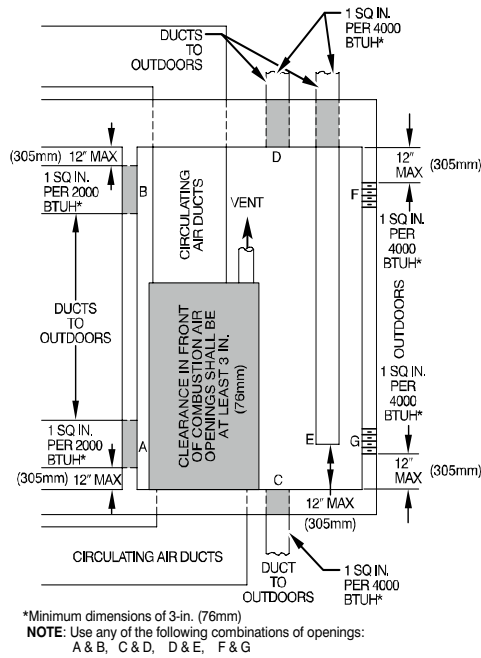 DUCTS
TO
OUTDOORS
1 SQ IN.
PER 4000
BTUH*
(305mm) 12" MAX
1 SQ IN.
PER 2000
BTUH*
B
D
F
12"
MAX
(305mm)
CIRCULATING
AIR DUCTS
VENT
1 SQ IN.
PER
4000
BTUH*
DUCTS
TO
OUTDOORS
OUTDOORS
CLEARANCE IN FRONT
OF COMBUSTION AIR
OPENINGS SHALL BE
AT LEAST 3 IN.
(76mm)
1 SQ IN.
PER
4000
BTUH*
1 SQ IN.
PER 2000
BTUH*
A
E
G
(305mm) 12" MAX
C
12"
MAX
(305mm)
12" MAX
(305mm)
CIRCULATING AIR DUCTS
DUCT
TO
OUTDOORS
1 SQ IN.
PER 4000
BTUH*
*Minimum dimensions of 3-in. (76mm)
NOTE: Use any of the following combinations of openings:
A & B, C & D, D & E, F & G